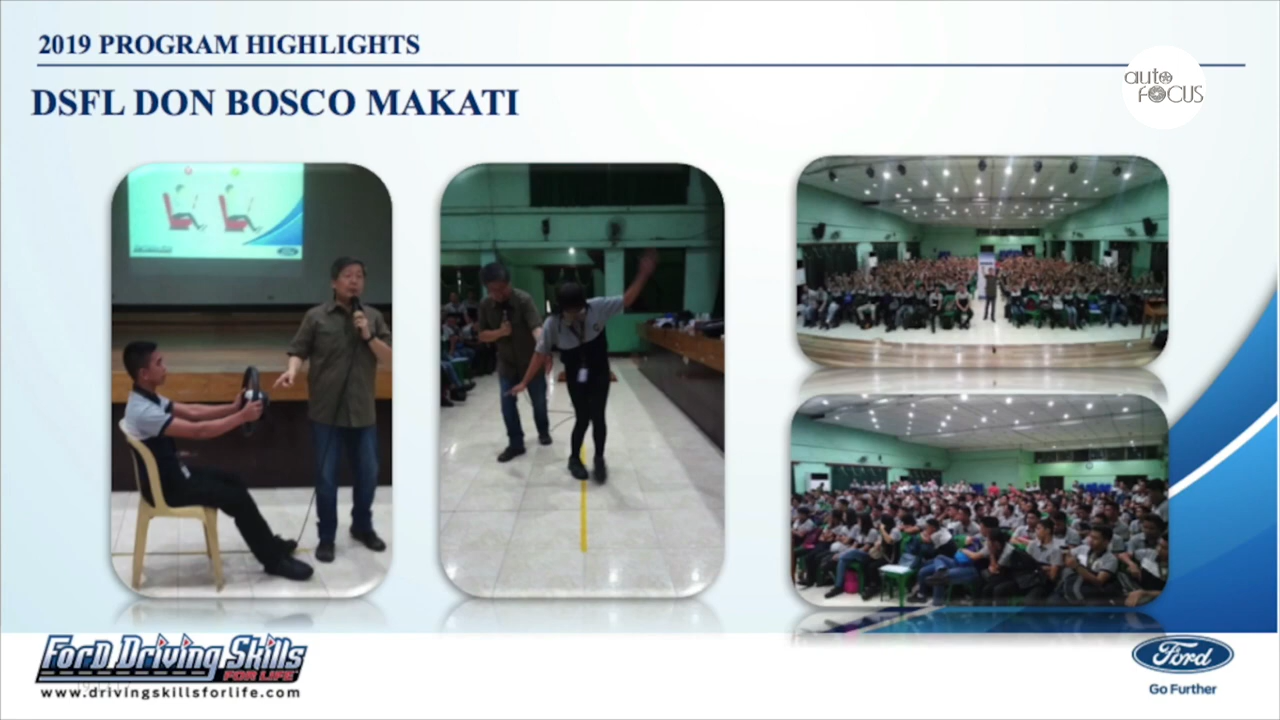 2019 PROGRAM HIGHLIGHTS
auto
FOCUS
DSFL DON BOSCO MAKATI
Ford
Ford Driving Skills
FOR LIFE
www.drivingskillsforlife.com
Ford
Go Further